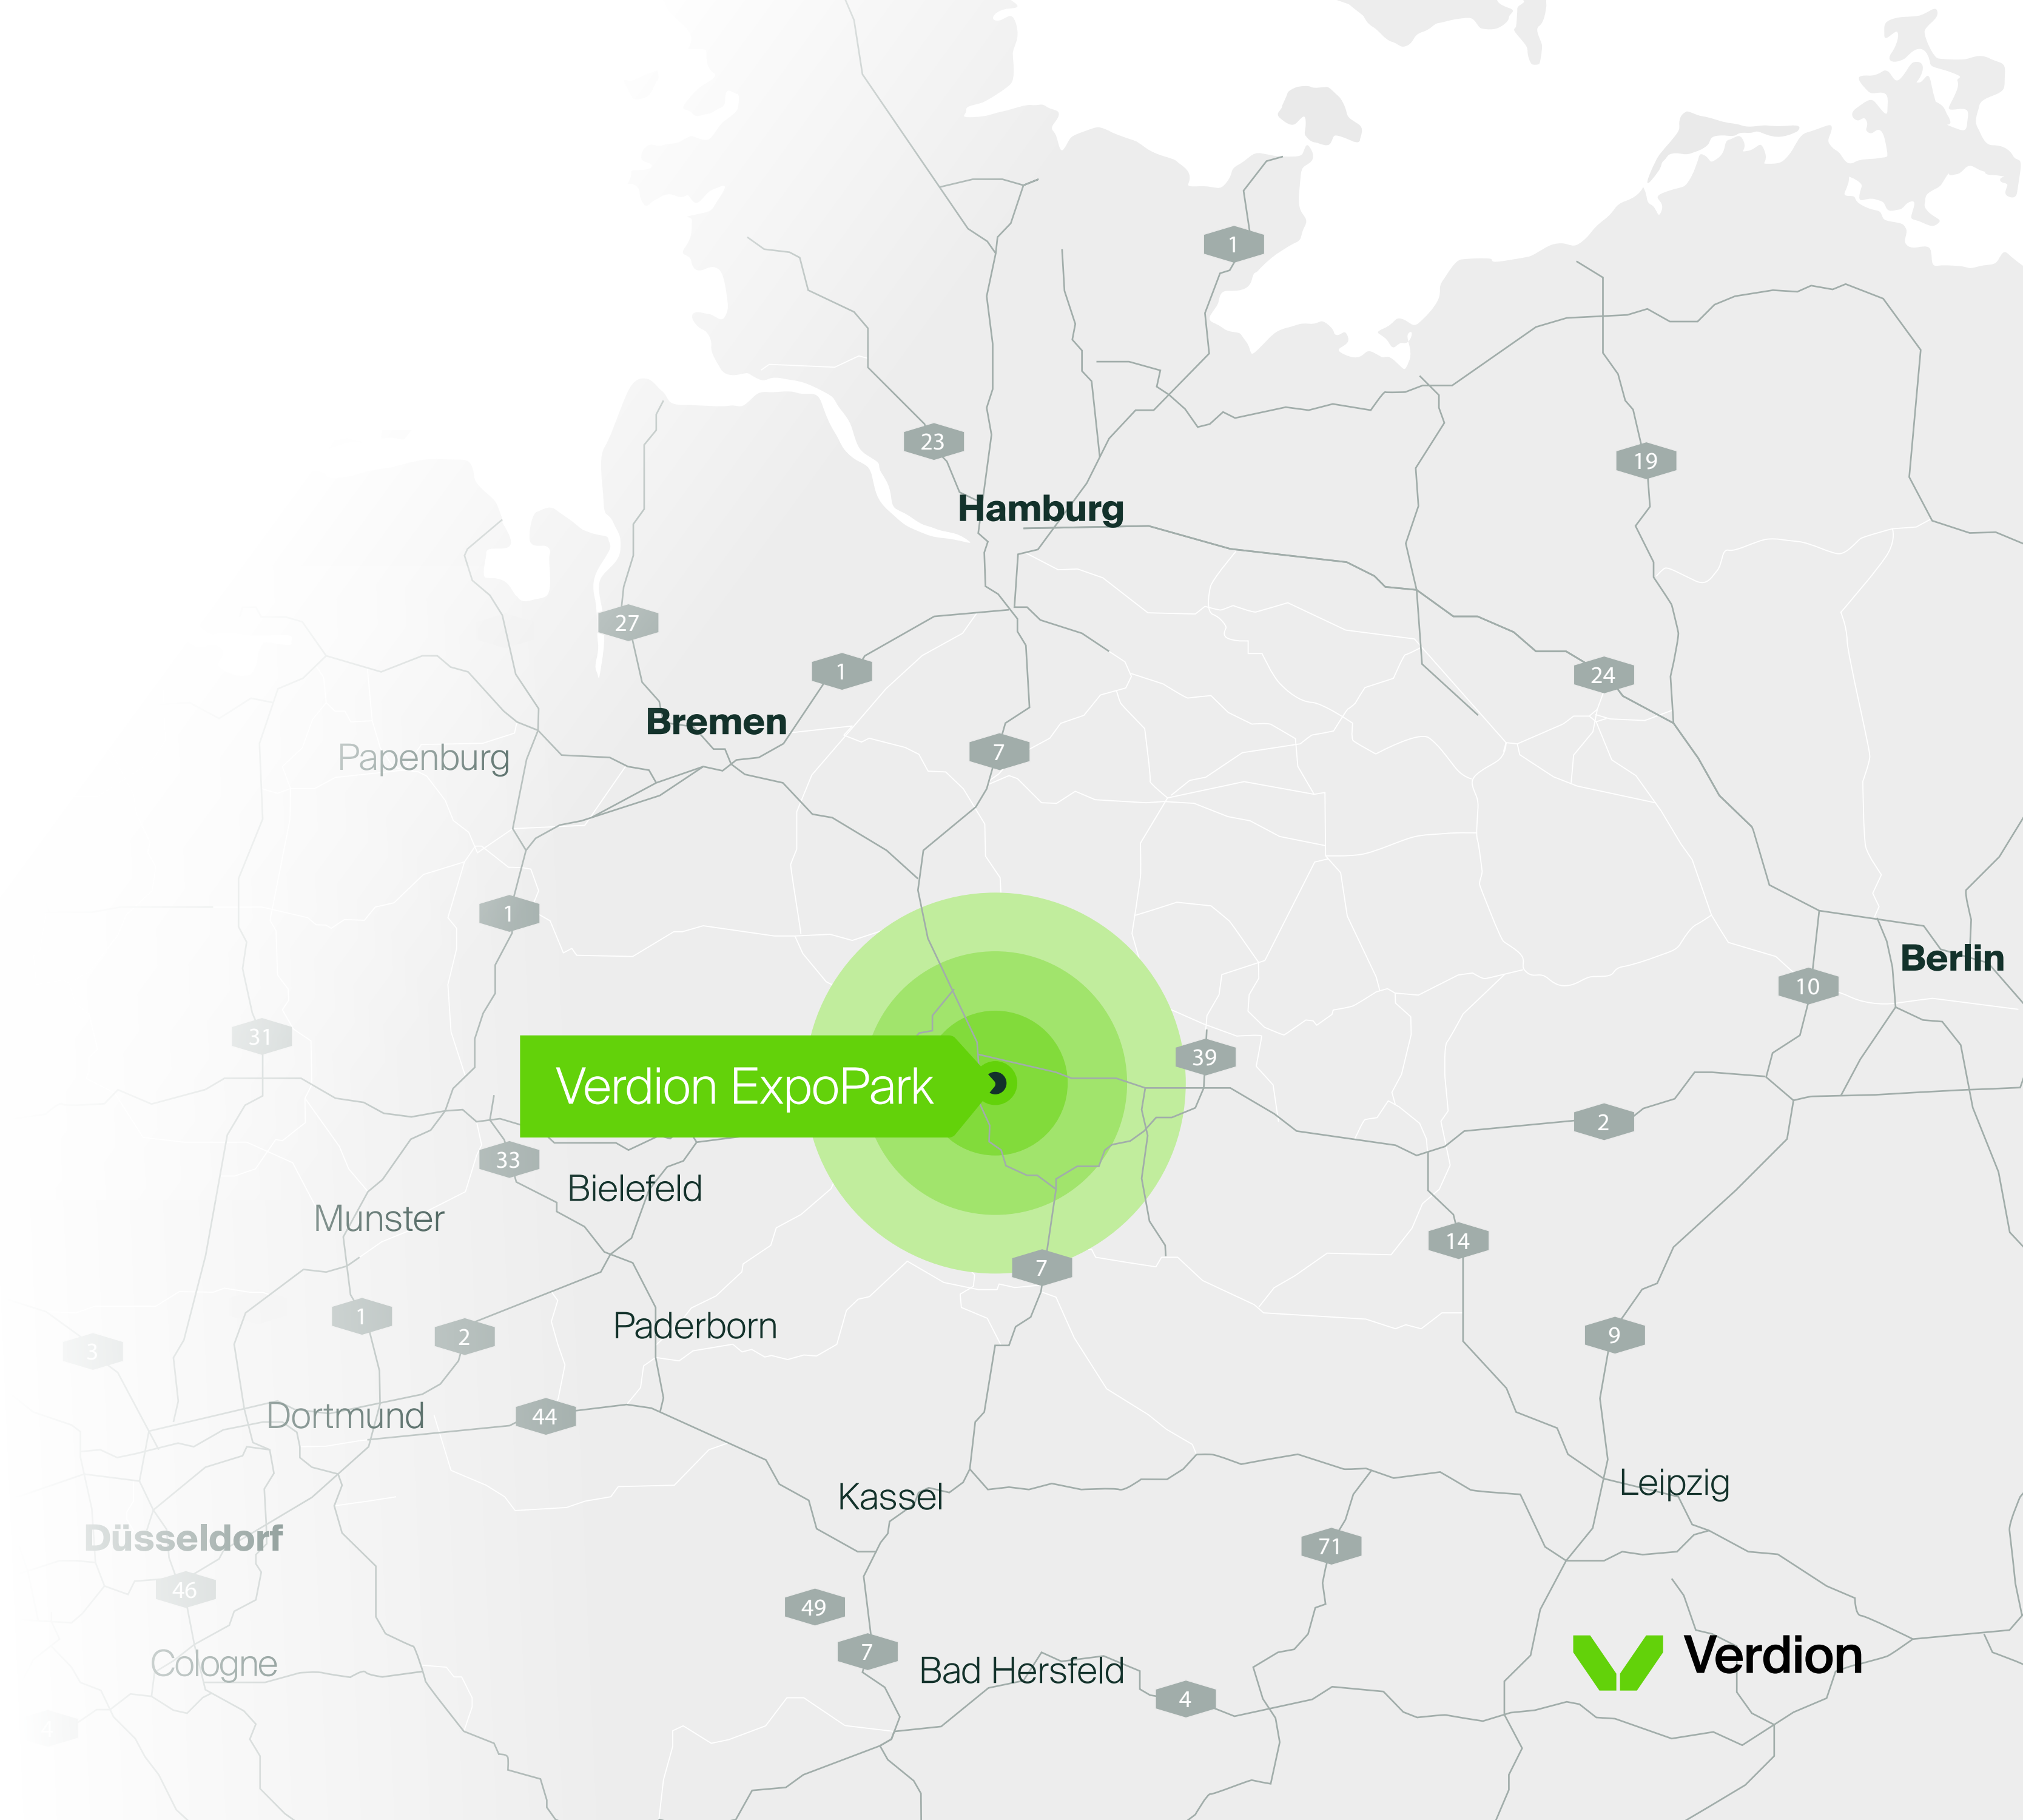 1
23
19
Hamburg
27
1
24
Bremen
7
Papenburg
1
Berlin
10
31
39
Verdion ExpoPark
2
33
Bielefeld
Munster
14
7
1
Paderborn
2
9
3
Dortmund
44
Leipzig
Kassel
Düsseldorf
71
46
49
7
Verdion
Cologne
Bad Hersfeld
4